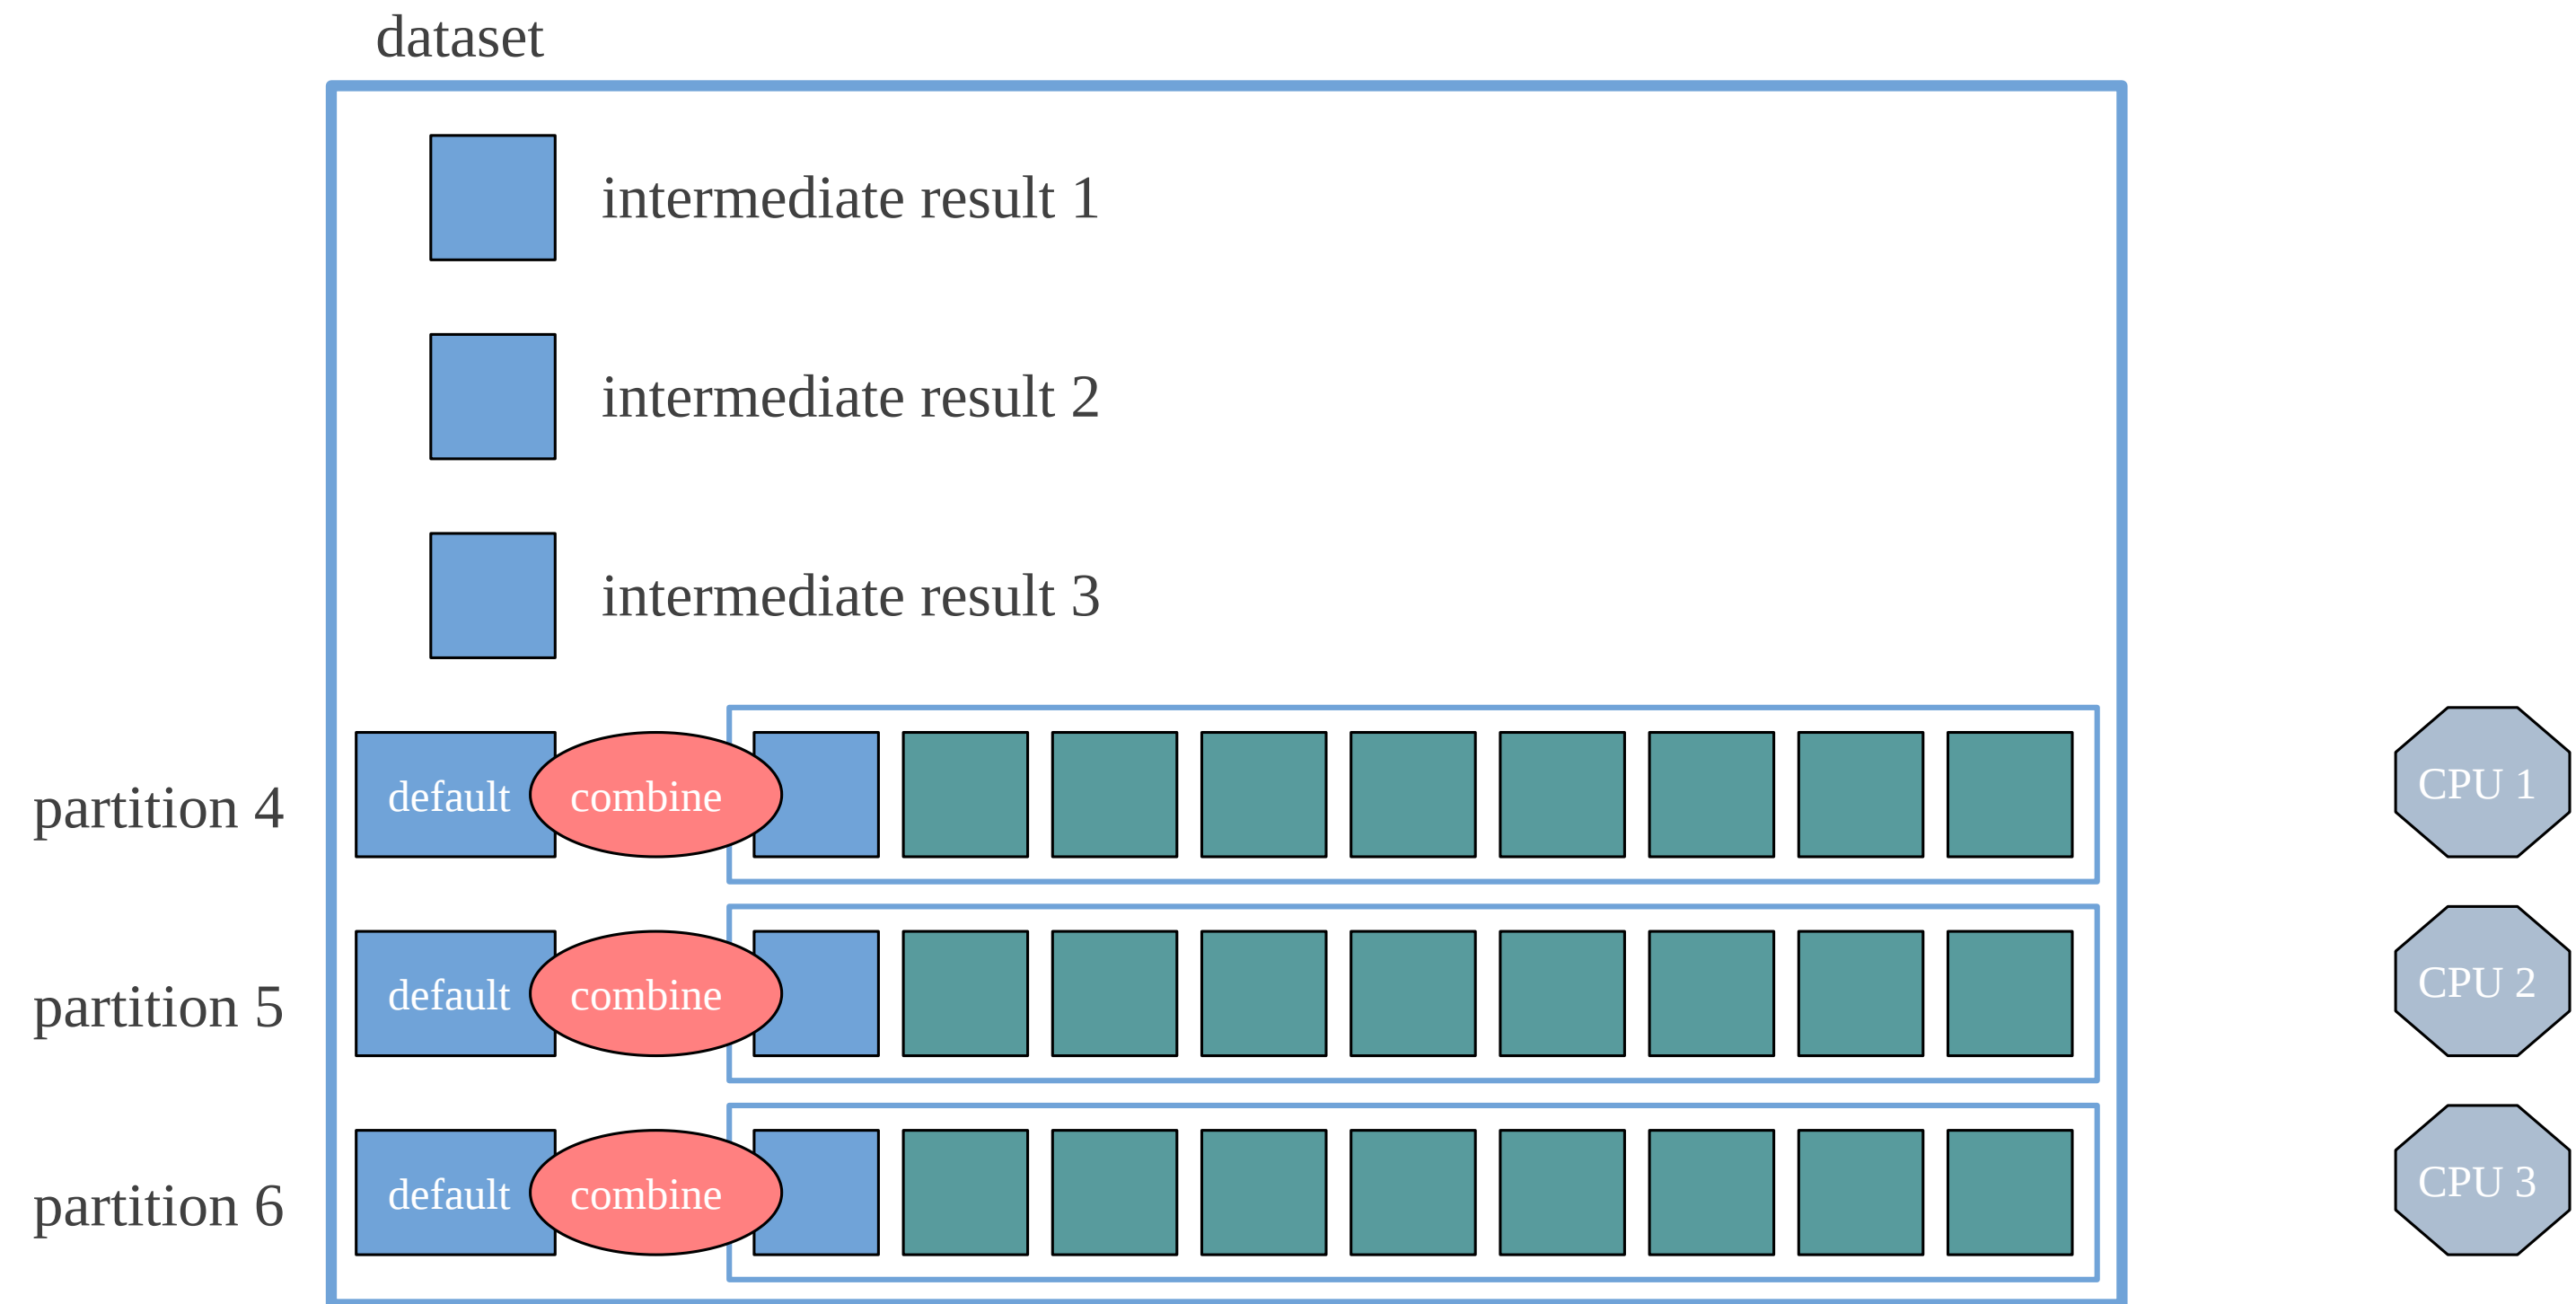 dataset
intermediate result 1
intermediate result 2
intermediate result 3
partition 4 default combine CPU 1
partition 5 default combine CPU 2
partition 6 default combine CPU 3